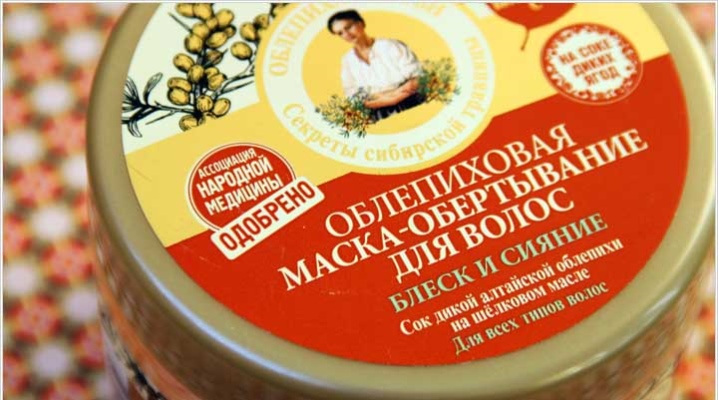 ОБЛЕПИХ
Секреты сибирской травницы
НА СОКЕ
ДИКИХ
ЯГОД
АССОЦИАЦИЯ
НАРОДНОЙ
МЕДИЦИНЫ
ОДОБРЕНО
ОБЛЕПИХОВАЯ
МАСКА-ОБЕРТЫВАНИЕ
ДЛЯ ВОЛОС
БЛЕСК И СИЯНИЕ
Сок дикой алтайской облепихи
на шёлковом масле
Для всех типов волос